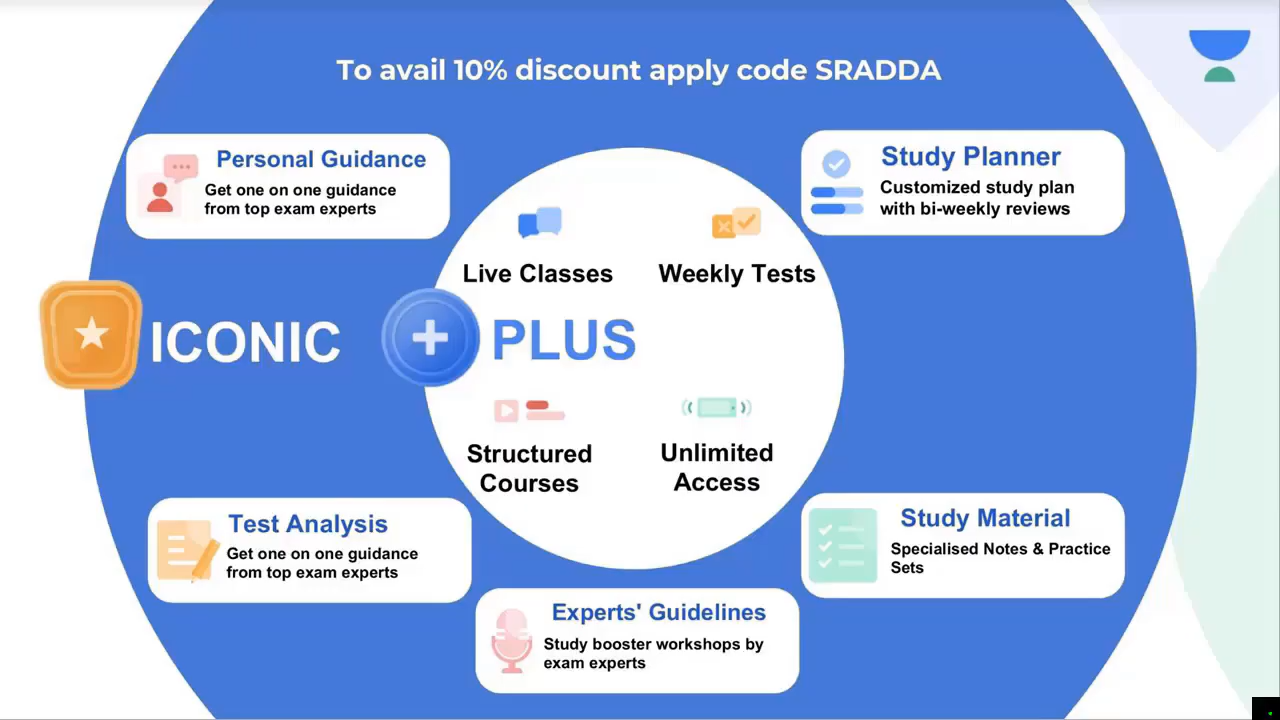 To avail 10% discount apply code SRADDA
Personal Guidance
Get one on one guidance
from top exam experts
Study Planner
Customized study plan
with bi-weekly reviews
Live Classes
Weekly Tests
ICONIC
PLUS
Structured
Courses
Unlimited
Access
Test Analysis
Get one on one guidance
from top exam experts
Study Material
Specialised Notes & Practice
Sets
Experts' Guidelines
Study booster workshops by
exam experts